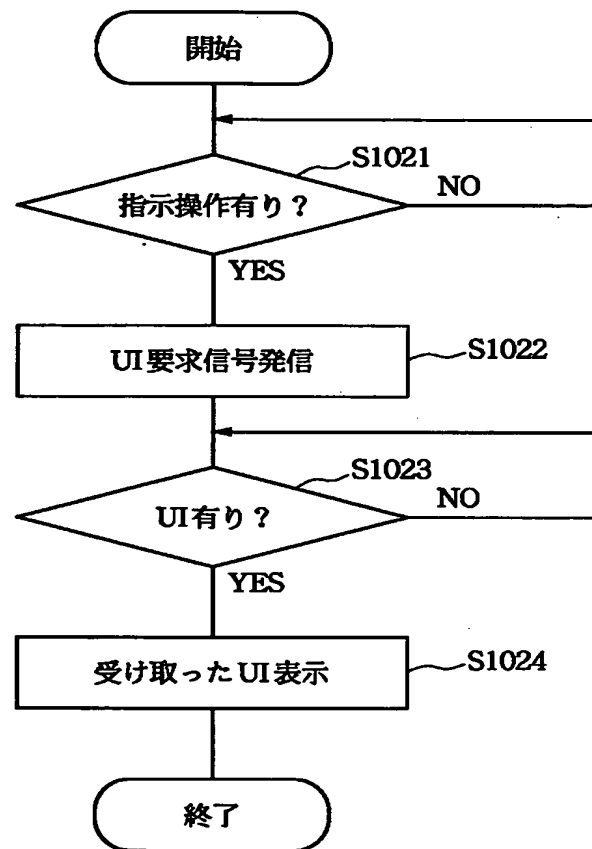 開始
S1021
指示操作有り？
NO
YES
UI要求信号発信
S1022
S1023
UI有り？
NO
YES
受け取ったUI表示
S1024
終了